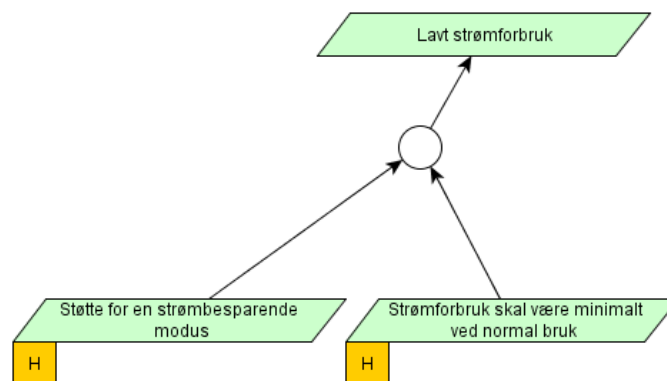 Lavt strømforbruk
Støtte for en strømbesparende
modus
H
Strømforbruk skal være minimalt
ved normal bruk
H